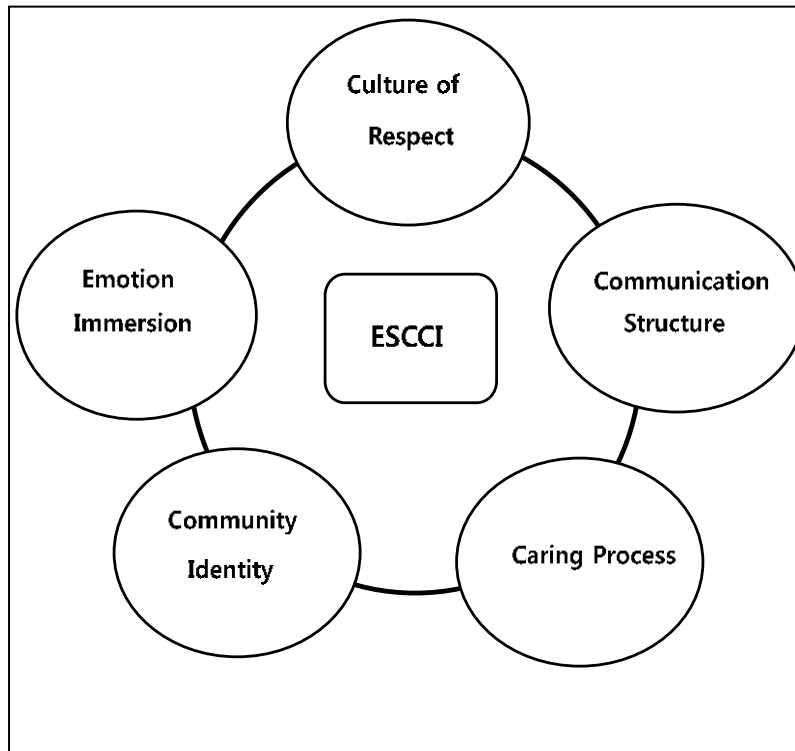 Culture of
Respect
Emotion
Immersion
Communication
Structure
ESCCI
Community
Identity
Caring Process